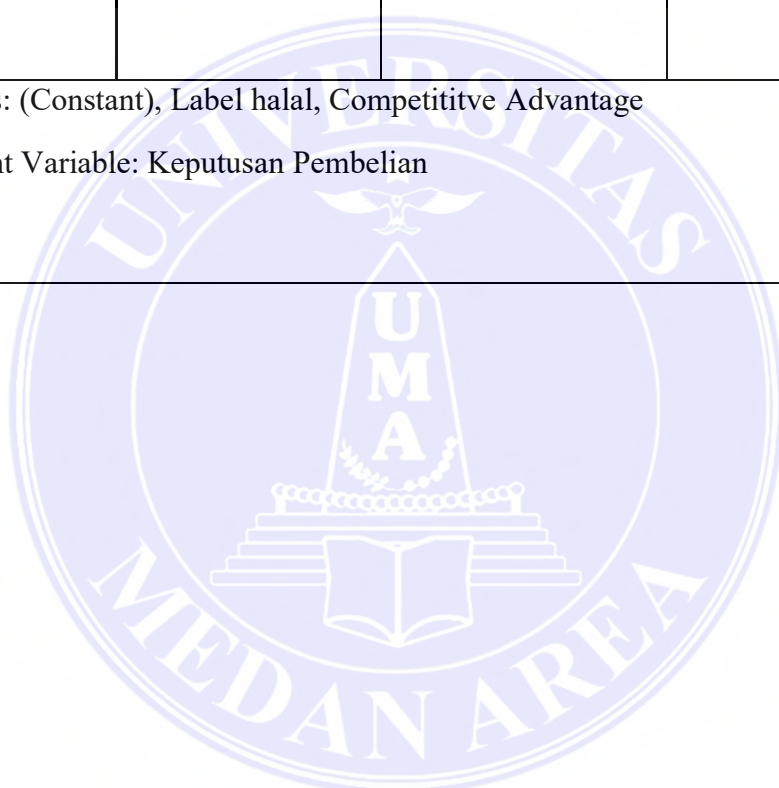 s: (Constant), Label halal, Competititve Advantage
nt Variable: Keputusan Pembelian
UNIVERSITAS
U
M
A
MEDAN AREA